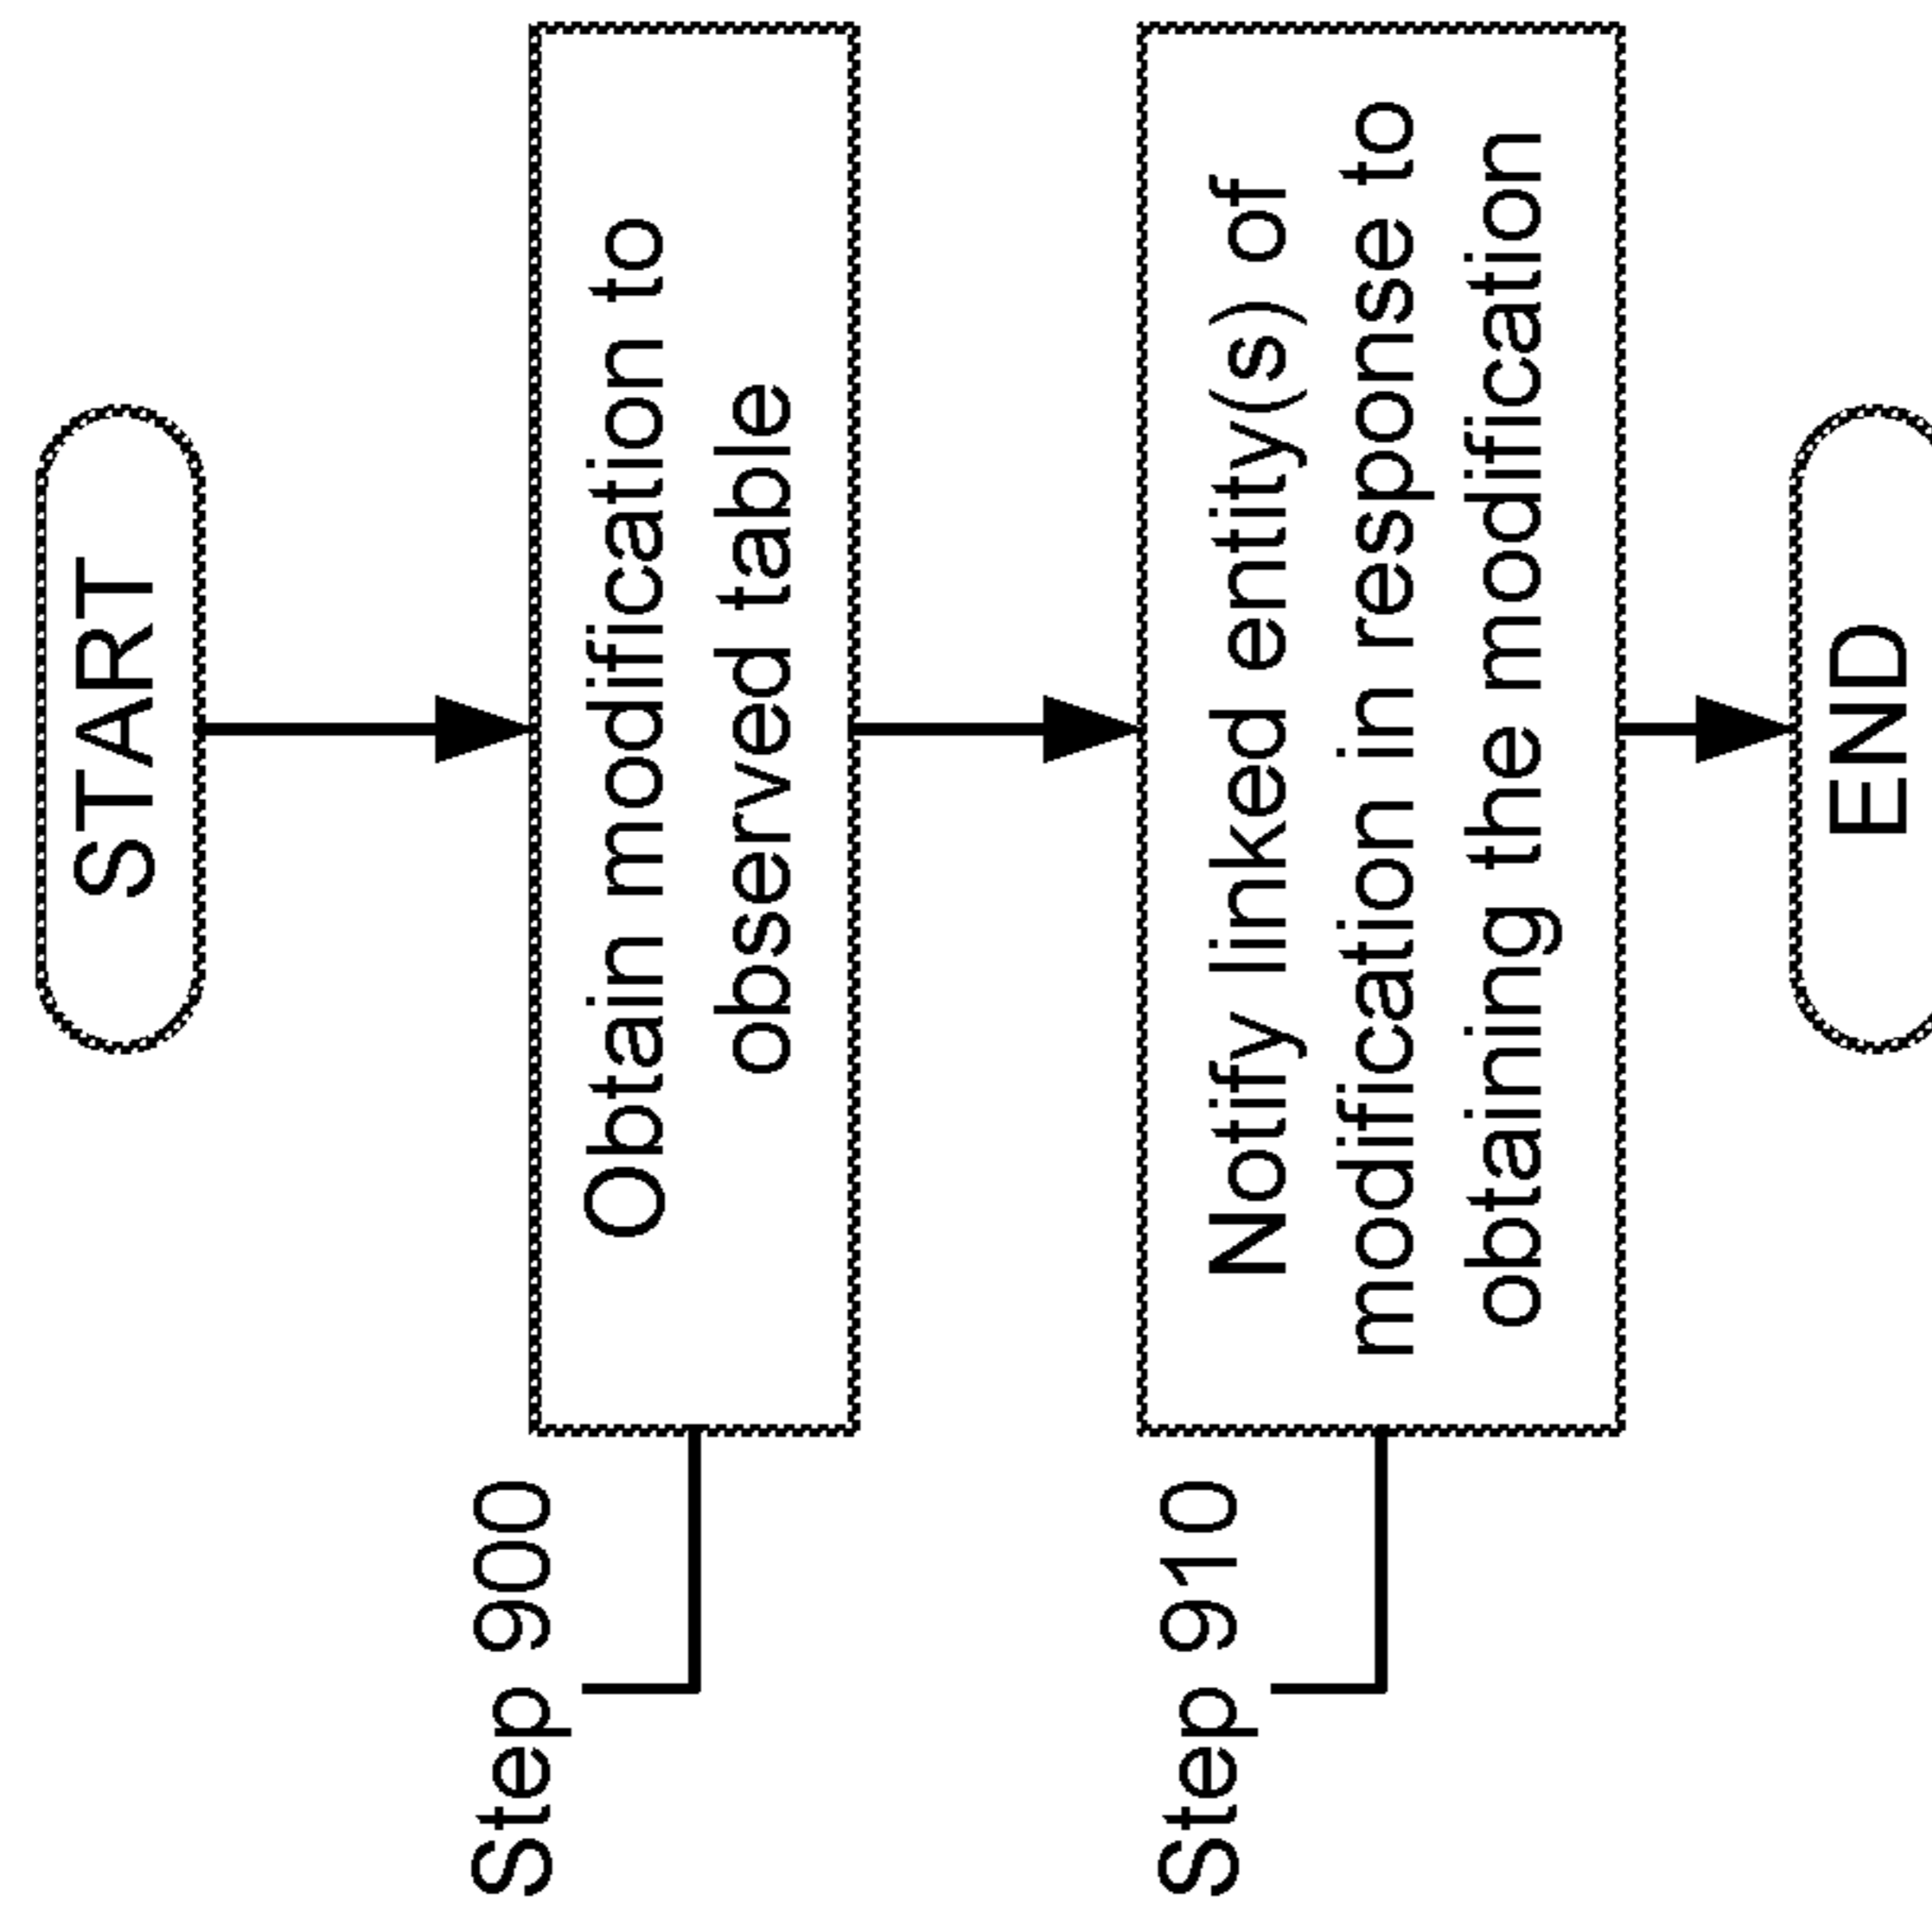 START
Step 900
Obtain modification to
observed table
Step 910
Notify linked entity(s) of
modification in response to
obtaining the modification
END